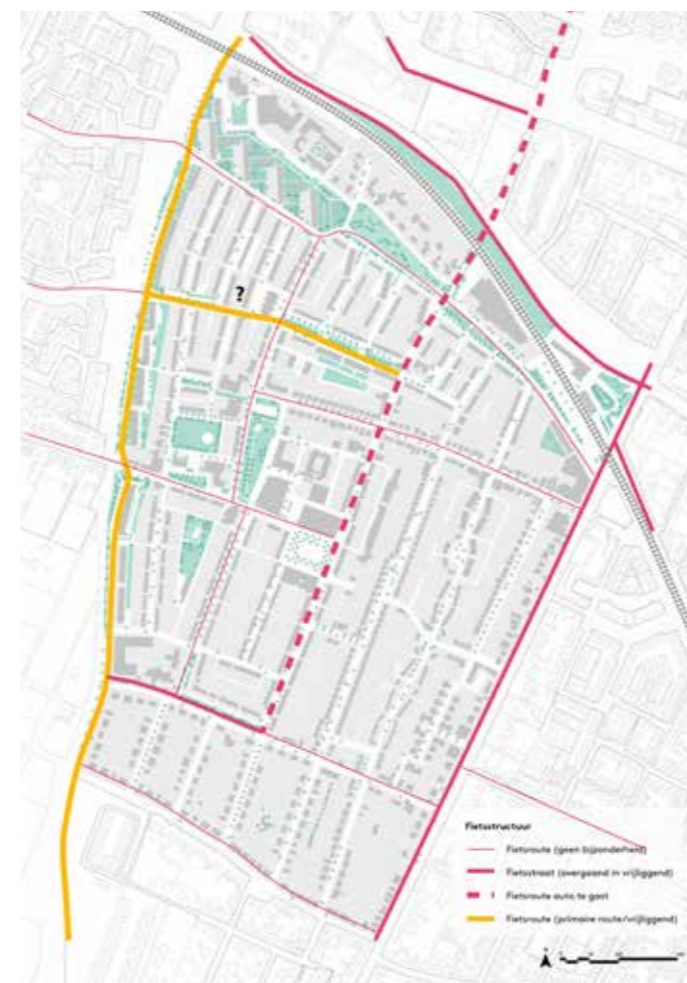 ?
Fietsstructuur
Fietsroute (geen bijzonderheid)
Fietsstraat (overgaand in vrijliggend)
Fietsroute auto te gast
Fietsroute (primaire route/vrijliggend)